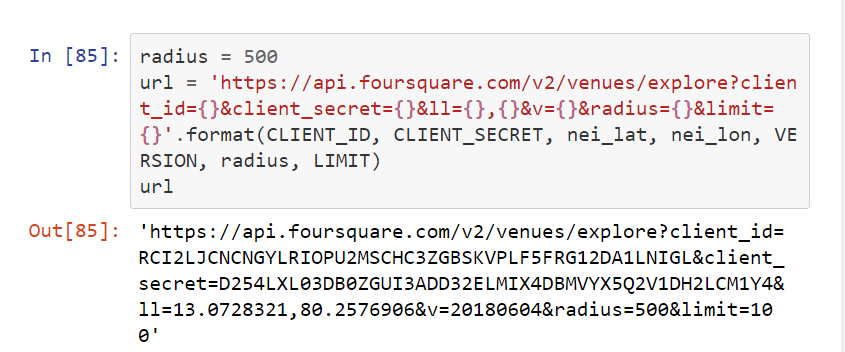 In [85]: radius = 500
url = 'https://api.foursquare.com/v2/venues/explore?clien
t_id={}&client_secret={}&ll={},{}&v={}&radius={}&limit=
{}'.format(CLIENT_ID, CLIENT_SECRET, nei_lat, nei_lon, VE
RSION, radius, LIMIT)
url
Out[85]: 'https://api.foursquare.com/v2/venues/explore?client_id=
RCI2LJCNCNGYLRIOPU2MSCHC3ZGBSKVPLF5FRG12DA1LNIGL&client_
secret=D254LXL03DB0ZGUI3ADD32ELMIX4DBMVYX5Q2V1DH2LCM1Y4&
ll=13.0728321,80.2576906&v=20180604&radius=500&limit=10
0'